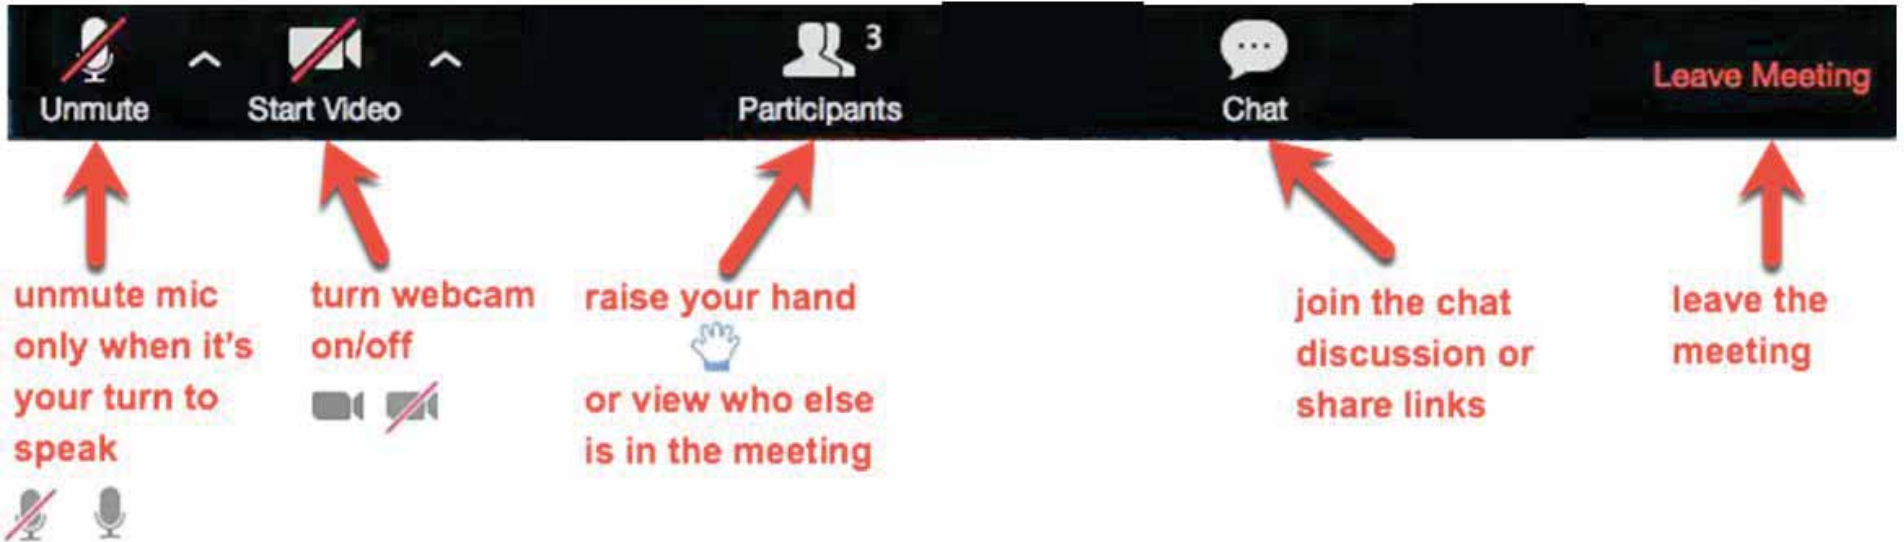 3
Unmute
Start Video
Participants
Chat
Leave Meeting
unmute mic
only when it's
your turn to
speak
turn webcam
on/off
raise your hand
or view who else
is in the meeting
join the chat
discussion or
share links
leave the
meeting